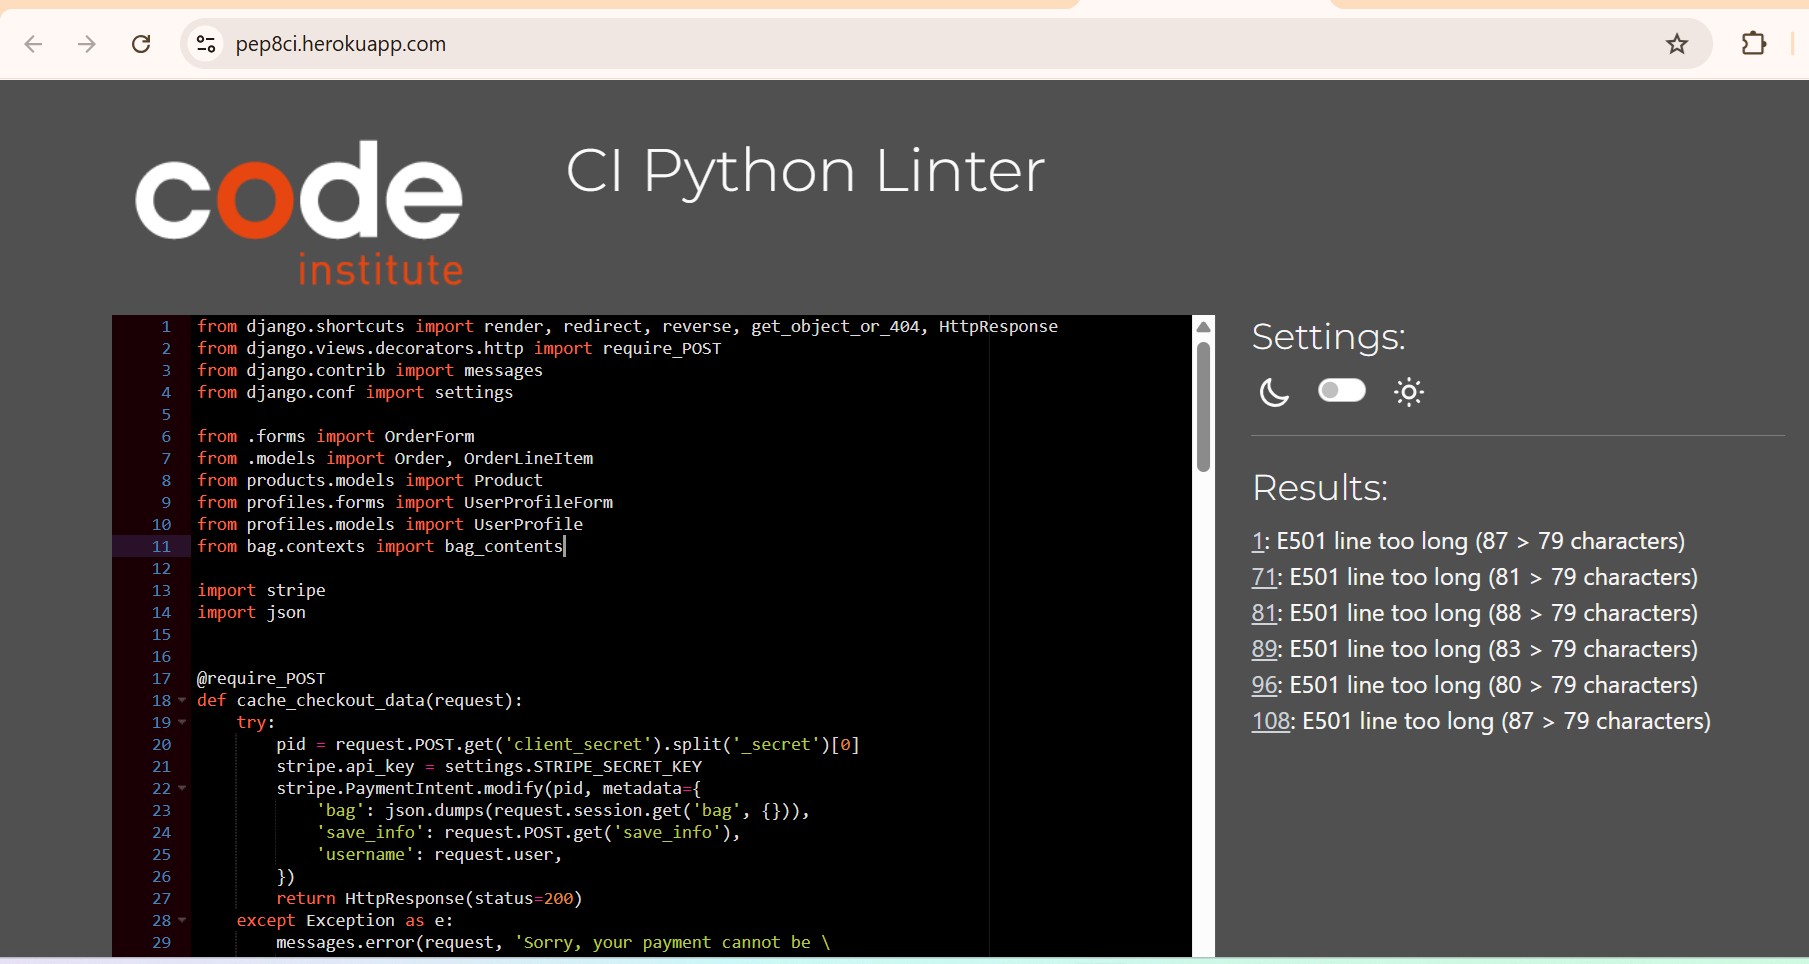 pep8ci.herokuapp.com
code
institute
CI Python Linter
1 from django.shortcuts import render, redirect, reverse, get_object_or_404, HttpResponse
2 from django.views.decorators.http import require_POST
3 from django.contrib import messages
4 from django.conf import settings
5
6 from .forms import OrderForm
7 from .models import Order, OrderLineItem
8 from products.models import Product
9 from profiles.forms import UserProfileForm
10 from profiles.models import UserProfile
11 from bag.contexts import bag_contents
12
13 import stripe
14 import json
15
16
17 @require_POST
18 def cache_checkout_data(request):
19     try:
20         pid = request.POST.get('client_secret').split('_secret')[0]
21         stripe.api_key = settings.STRIPE_SECRET_KEY
22         stripe.PaymentIntent.modify(pid, metadata={
23             'bag': json.dumps(request.session.get('bag', {})),
24             'save_info': request.POST.get('save_info'),
25             'username': request.user,
26         })
27         return HttpResponse(status=200)
28     except Exception as e:
29         messages.error(request, 'Sorry, your payment cannot be \
Settings:
Results:
1: E501 line too long (87 > 79 characters)
71: E501 line too long (81 > 79 characters)
81: E501 line too long (88 > 79 characters)
89: E501 line too long (83 > 79 characters)
96: E501 line too long (80 > 79 characters)
108: E501 line too long (87 > 79 characters)